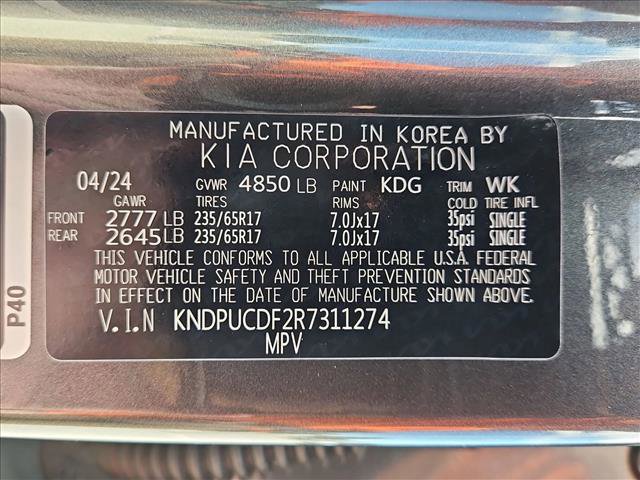 MANUFACTURED IN KOREA BY
KIA CORPORATION
04/24 GVWR 4850 LB PAINT KDG TRIM WK
GAWR TIRES RIMS COLD TIRE INFL
FRONT 2777 LB 235/65R17 7.0Jx17 35psi SINGLE
REAR 2645 LB 235/65R17 7.0Jx17 35psi SINGLE
THIS VEHICLE CONFORMS TO ALL APPLICABLE U.S.A. FEDERAL
MOTOR VEHICLE SAFETY AND THEFT PREVENTION STANDARDS
IN EFFECT ON THE DATE OF MANUFACTURE SHOWN ABOVE.
V.I.N KNDPUCDF2R7311274
MPV
P40